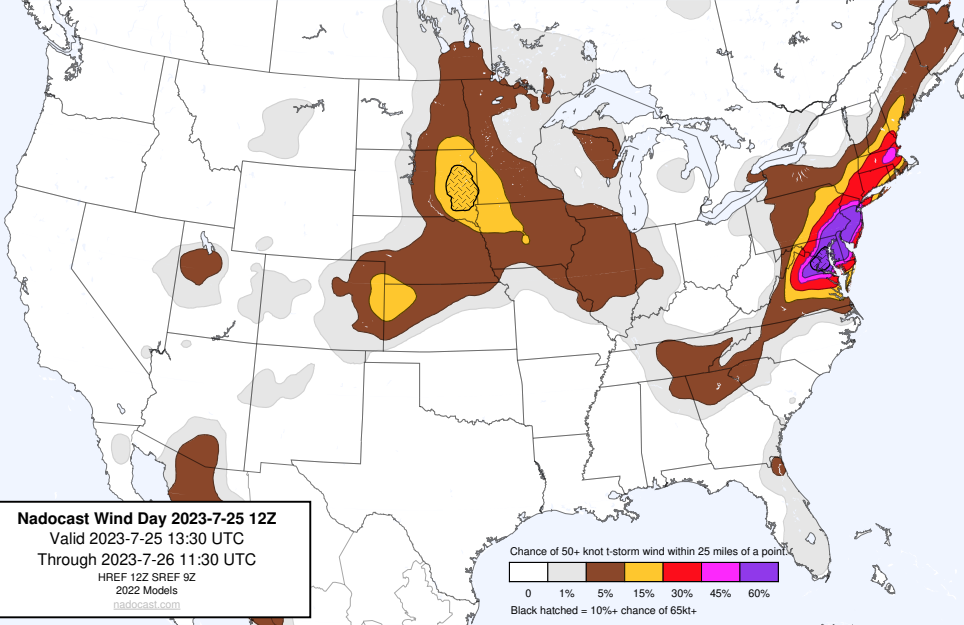 Nadocast Wind Day 2023-7-25 12Z
Valid 2023-7-25 13:30 UTC
Through 2023-7-26 11:30 UTC
HREF 12Z SREF 9Z
2022 Models
nadocast.com
Chance of 50+ knot t-storm wind within 25 miles of a point.
0 1% 5% 15% 30% 45% 60%
Black hatched = 10%+ chance of 65kt+